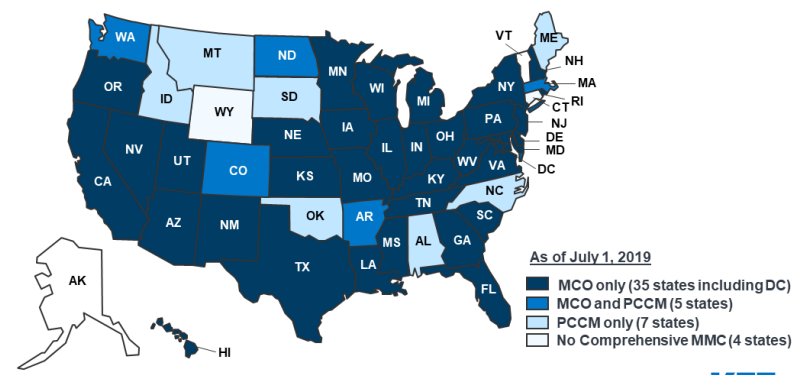 WA
MT
ND
MN
VT
ME
NH
OR
ID
SD
WI
MI
NY
MA
RI
CT
WY
IA
PA
NJ
NE
OH
DE
MD
NV
UT
CO
IL
IN
WV
VA
DC
CA
KS
MO
KY
AZ
NM
OK
AR
TN
NC
SC
MS
AL
GA
TX
LA
FL
AK
HI
As of July 1, 2019
MCO only (35 states including DC)
MCO and PCCM (5 states)
PCCM only (7 states)
No Comprehensive MMC (4 states)